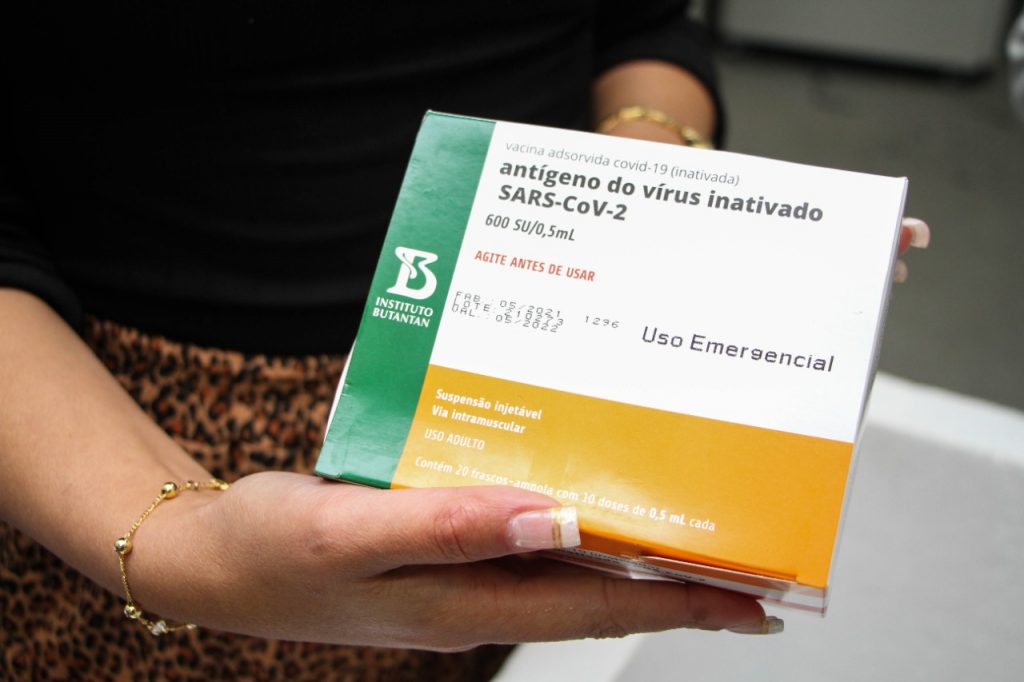 vacina adsorvida covid-19 (inativada)
antígeno do vírus inativado
SARS-CoV-2
600 SU/0,5mL
AGITE ANTES DE USAR
INSTITUTO
BUTANTAN
FAB.: 05/2021
LOTE: 1296
VAL.: 05/2022
Uso Emergencial
Suspensão injetável
Via intramuscular
USO ADULTO
Contém 20 frascos-ampola com 10 doses de 0,5 mL cada